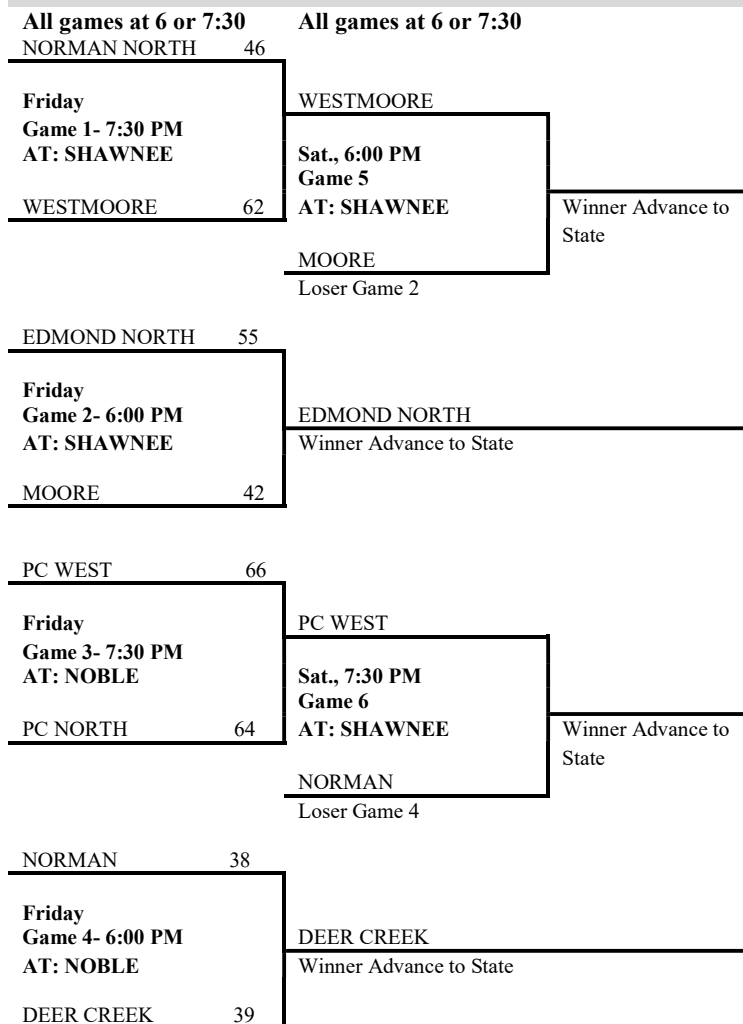 All games at 6 or 7:30 All games at 6 or 7:30
NORMAN NORTH 46
Friday WESTMOORE
Game 1- 7:30 PM
AT: SHAWNEE Sat., 6:00 PM
Game 5
WESTMOORE 62 AT: SHAWNEE Winner Advance to
State
MOORE
Loser Game 2
EDMOND NORTH 55
Friday
Game 2- 6:00 PM EDMOND NORTH
AT: SHAWNEE Winner Advance to State
MOORE 42
PC WEST 66
Friday PC WEST
Game 3- 7:30 PM
AT: NOBLE Sat., 7:30 PM
Game 6
PC NORTH 64 AT: SHAWNEE Winner Advance to
State
NORMAN
Loser Game 4
NORMAN 38
Friday
Game 4- 6:00 PM DEER CREEK
AT: NOBLE Winner Advance to State
DEER CREEK 39